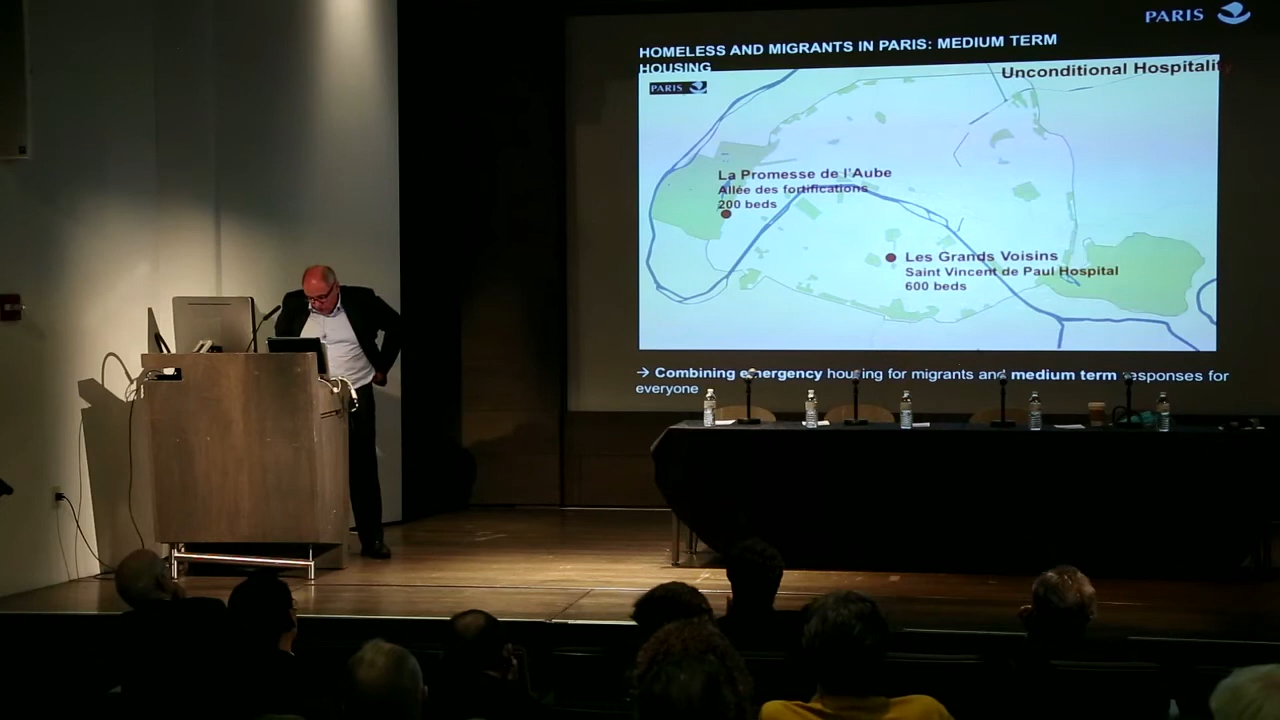 PARIS
HOMELESS AND MIGRANTS IN PARIS: MEDIUM TERM
HOUSING
Unconditional Hospitality
PARIS
La Promesse de l'Aube
Allée des fortifications
200 beds
Les Grands Voisins
Saint Vincent de Paul Hospital
600 beds
→ Combining emergency housing for migrants and medium term responses for
everyone